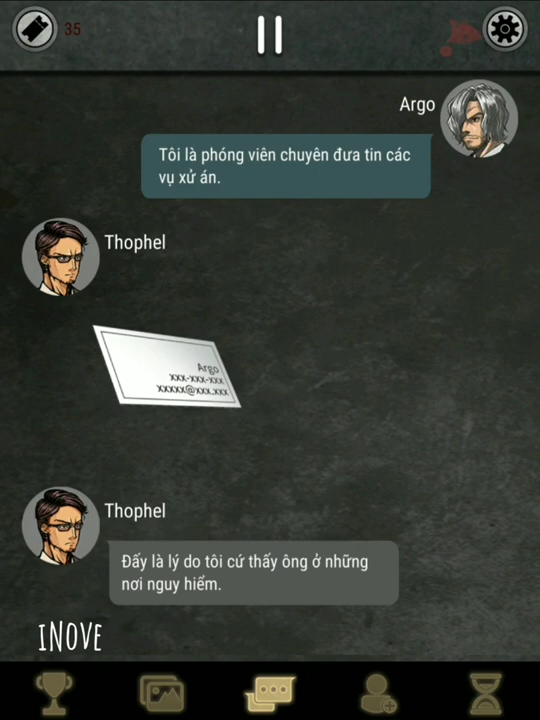 35
Argo
Tôi là phóng viên chuyên đưa tin các
vụ xử án.
Thophel
Argo
xxx-xxx-xxx
xxxxx@xxx.xxx
Thophel
Đấy là lý do tôi cứ thấy ông ở những
nơi nguy hiểm.
iNOVE